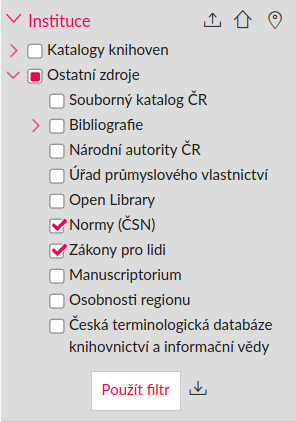 Instituce
Katalogy knihoven
Ostatní zdroje
Souborný katalog ČR
Bibliografie
Národní autority ČR
Úřad průmyslového vlastnictví
Open Library
Normy (ČSN)
Zákony pro lidi
Manuscriptorium
Osobnosti regionu
Česká terminologická databáze
knihovnictví a informační vědy
Použít filtr